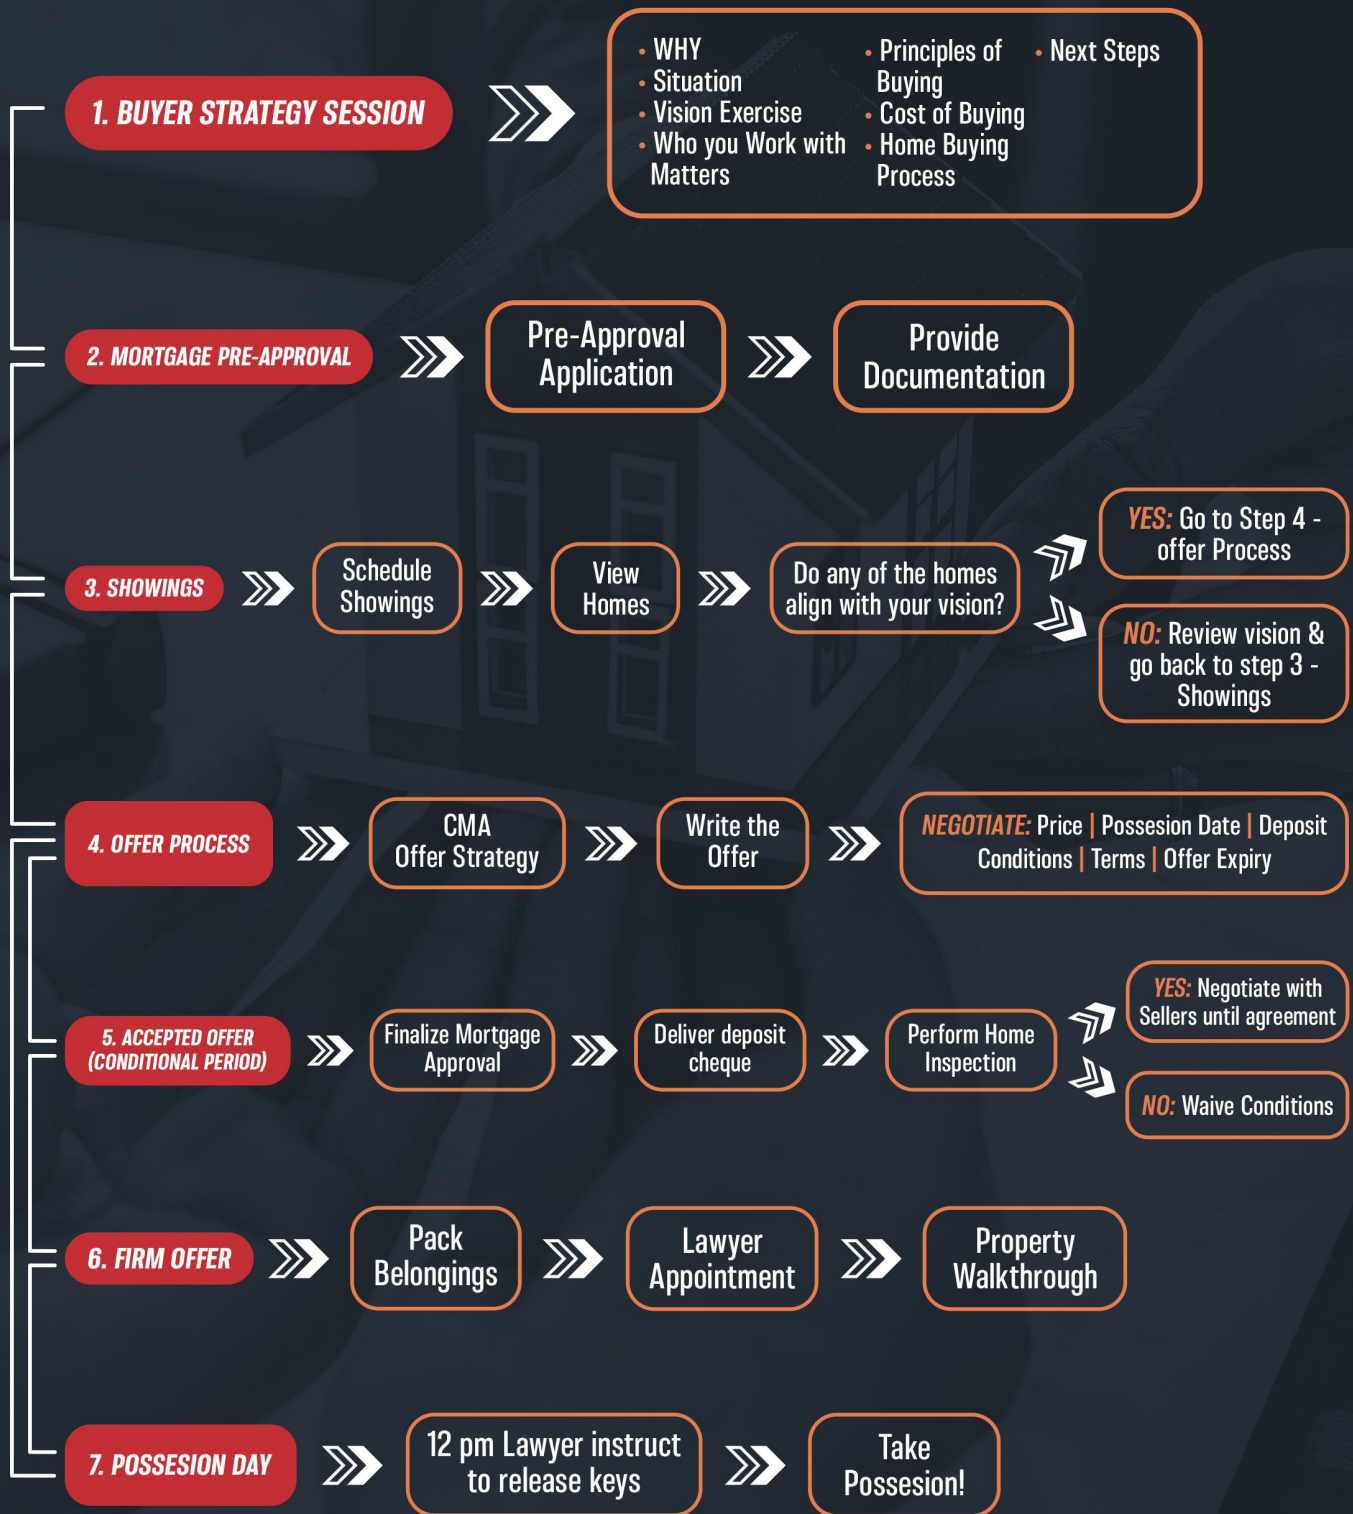 1. BUYER STRATEGY SESSION
• WHY
• Situation
• Vision Exercise
• Who you Work with
Matters
• Principles of
Buying
• Cost of Buying
• Home Buying
Process
• Next Steps
2. MORTGAGE PRE-APPROVAL
Pre-Approval
Application
Provide
Documentation
3. SHOWINGS
Schedule
Showings
View
Homes
Do any of the homes
align with your vision?
YES: Go to Step 4 -
offer Process
NO: Review vision &
go back to step 3 -
Showings
4. OFFER PROCESS
CMA
Offer Strategy
Write the
Offer
NEGOTIATE: Price | Possesion Date | Deposit
Conditions | Terms | Offer Expiry
5. ACCEPTED OFFER
(CONDITIONAL PERIOD)
Finalize Mortgage
Approval
Deliver deposit
cheque
Perform Home
Inspection
YES: Negotiate with
Sellers until agreement
NO: Waive Conditions
6. FIRM OFFER
Pack
Belongings
Lawyer
Appointment
Property
Walkthrough
7. POSSESION DAY
12 pm Lawyer instruct
to release keys
Take
Possesion!